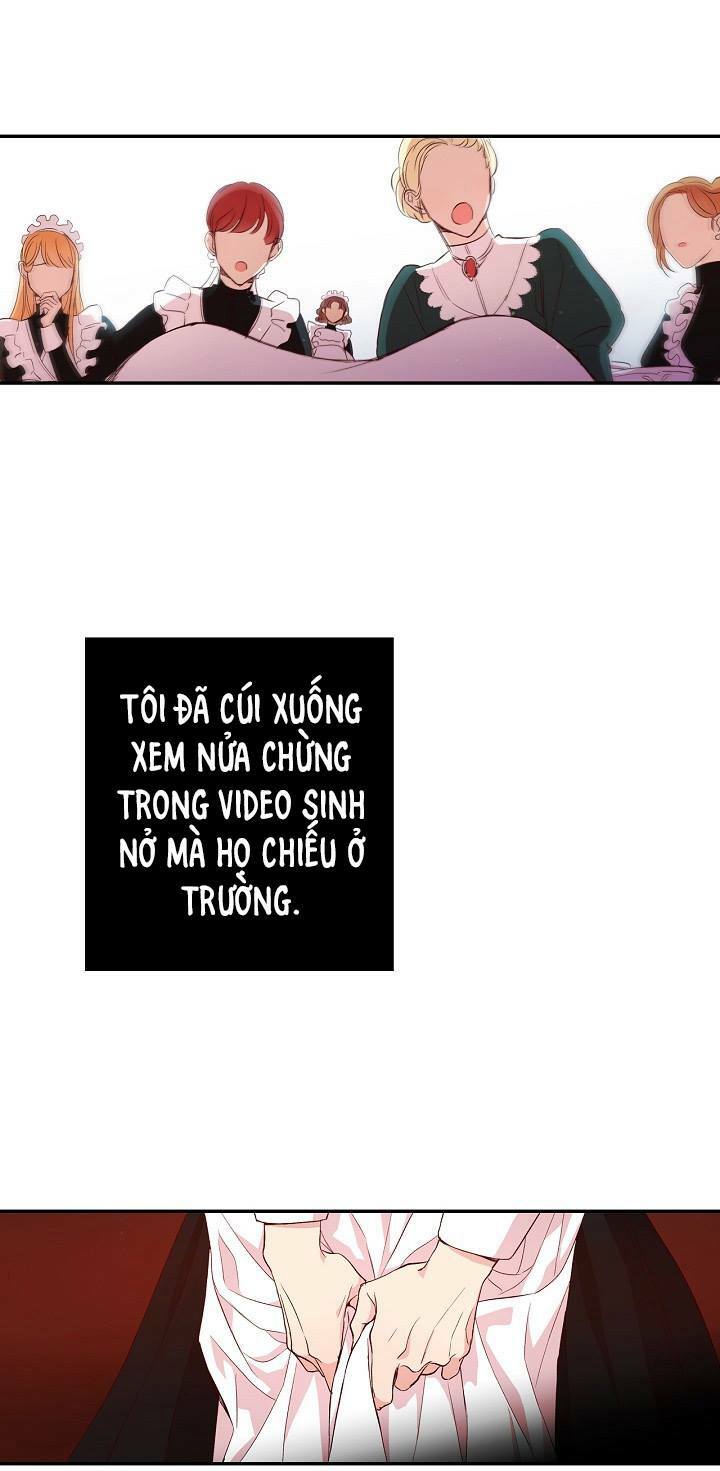 TÔI ĐÃ CÚI XUỐNG
XEM NỬA CHỪNG
TRONG VIDEO SINH
NỞ MÀ HỌ CHIẾU Ở
TRƯỜNG.